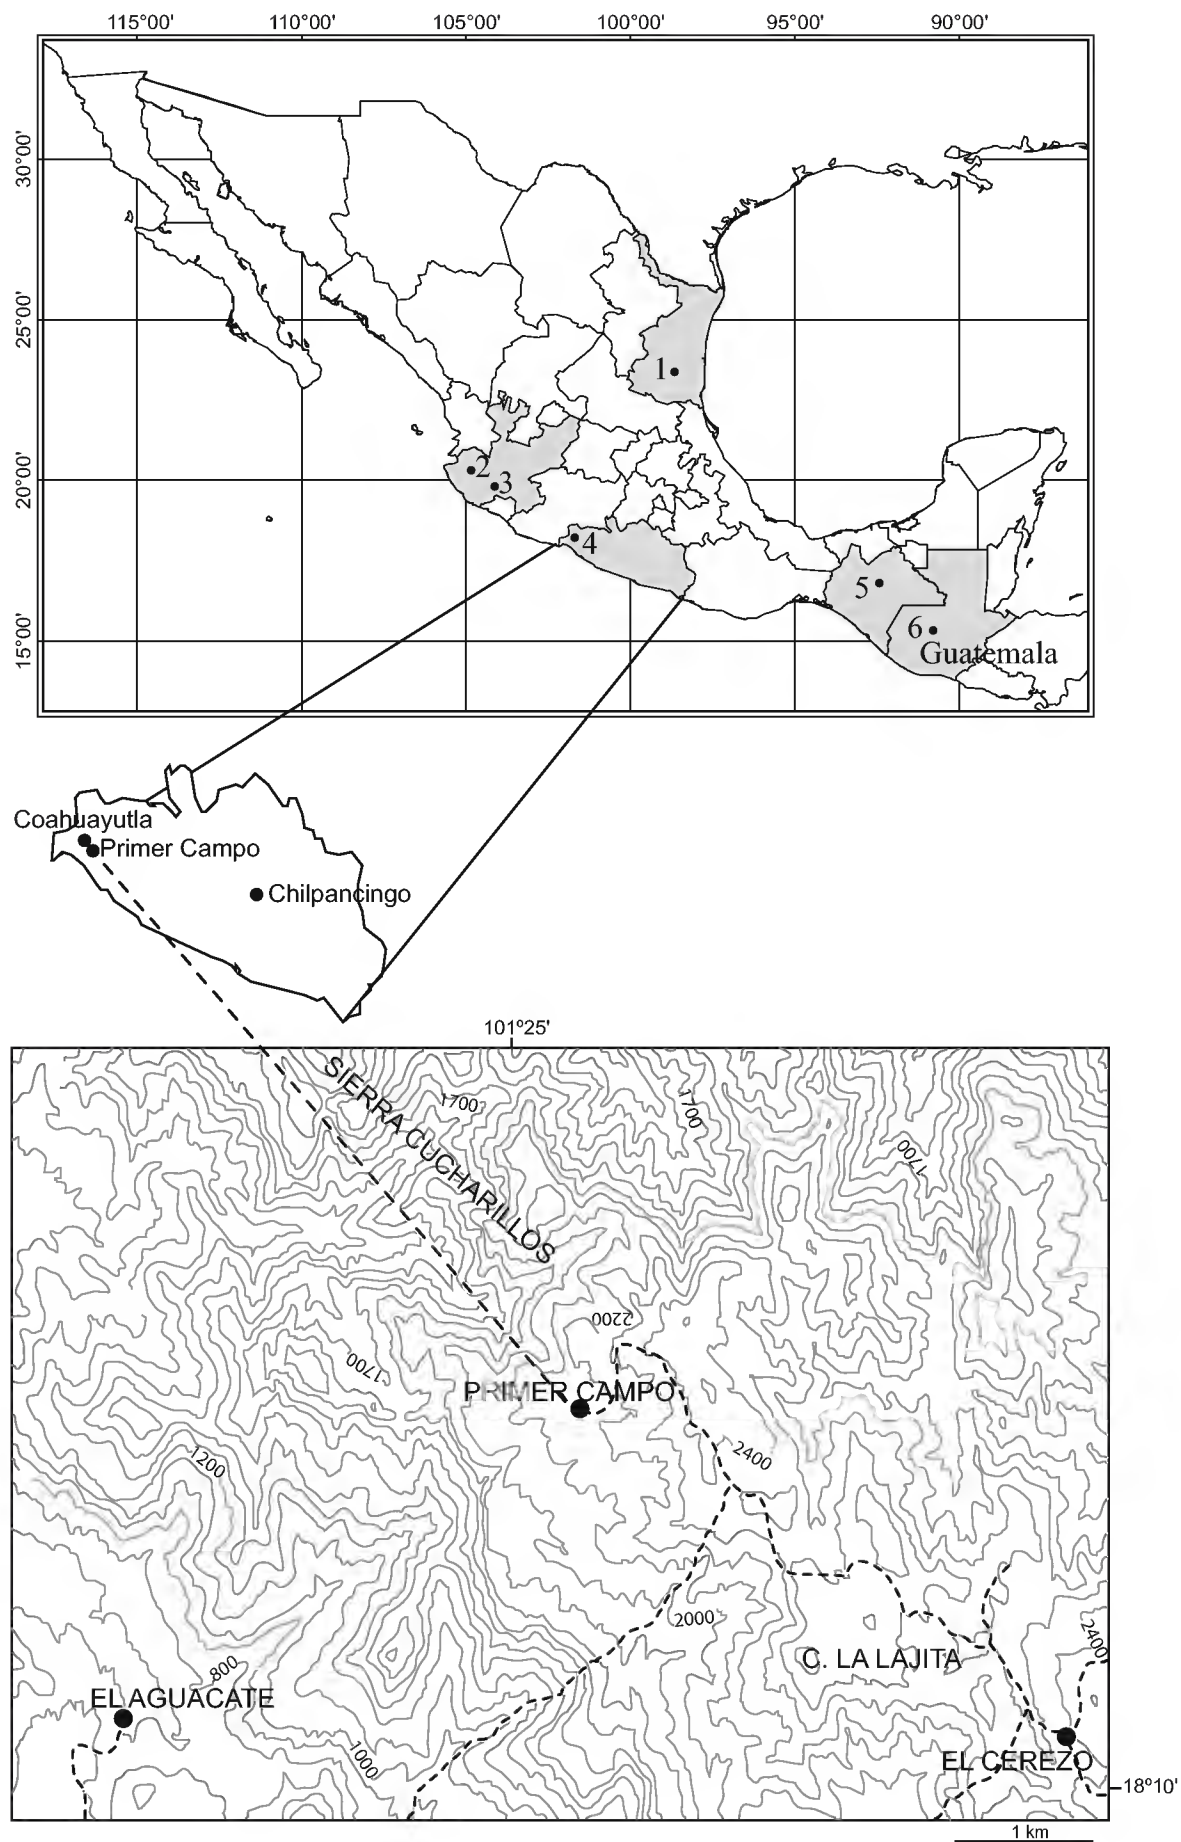 115°00' 110°00' 105°00' 100°00' 95°00' 90°00'
30°00'
25°00'
20°00'
15°00'
1
2
3
4
5
6
Guatemala
Coahuayutla
Primer Campo
Chilpancingo
101°25'
SIERRA CUCHARILLOS
1700
1700
1700
2200
1700
PRIMER CAMPO
2400
1200
2000
C. LA LAJITA
2400
800
EL AGUACATE
1000
EL CEREZO
18°10'
1 km